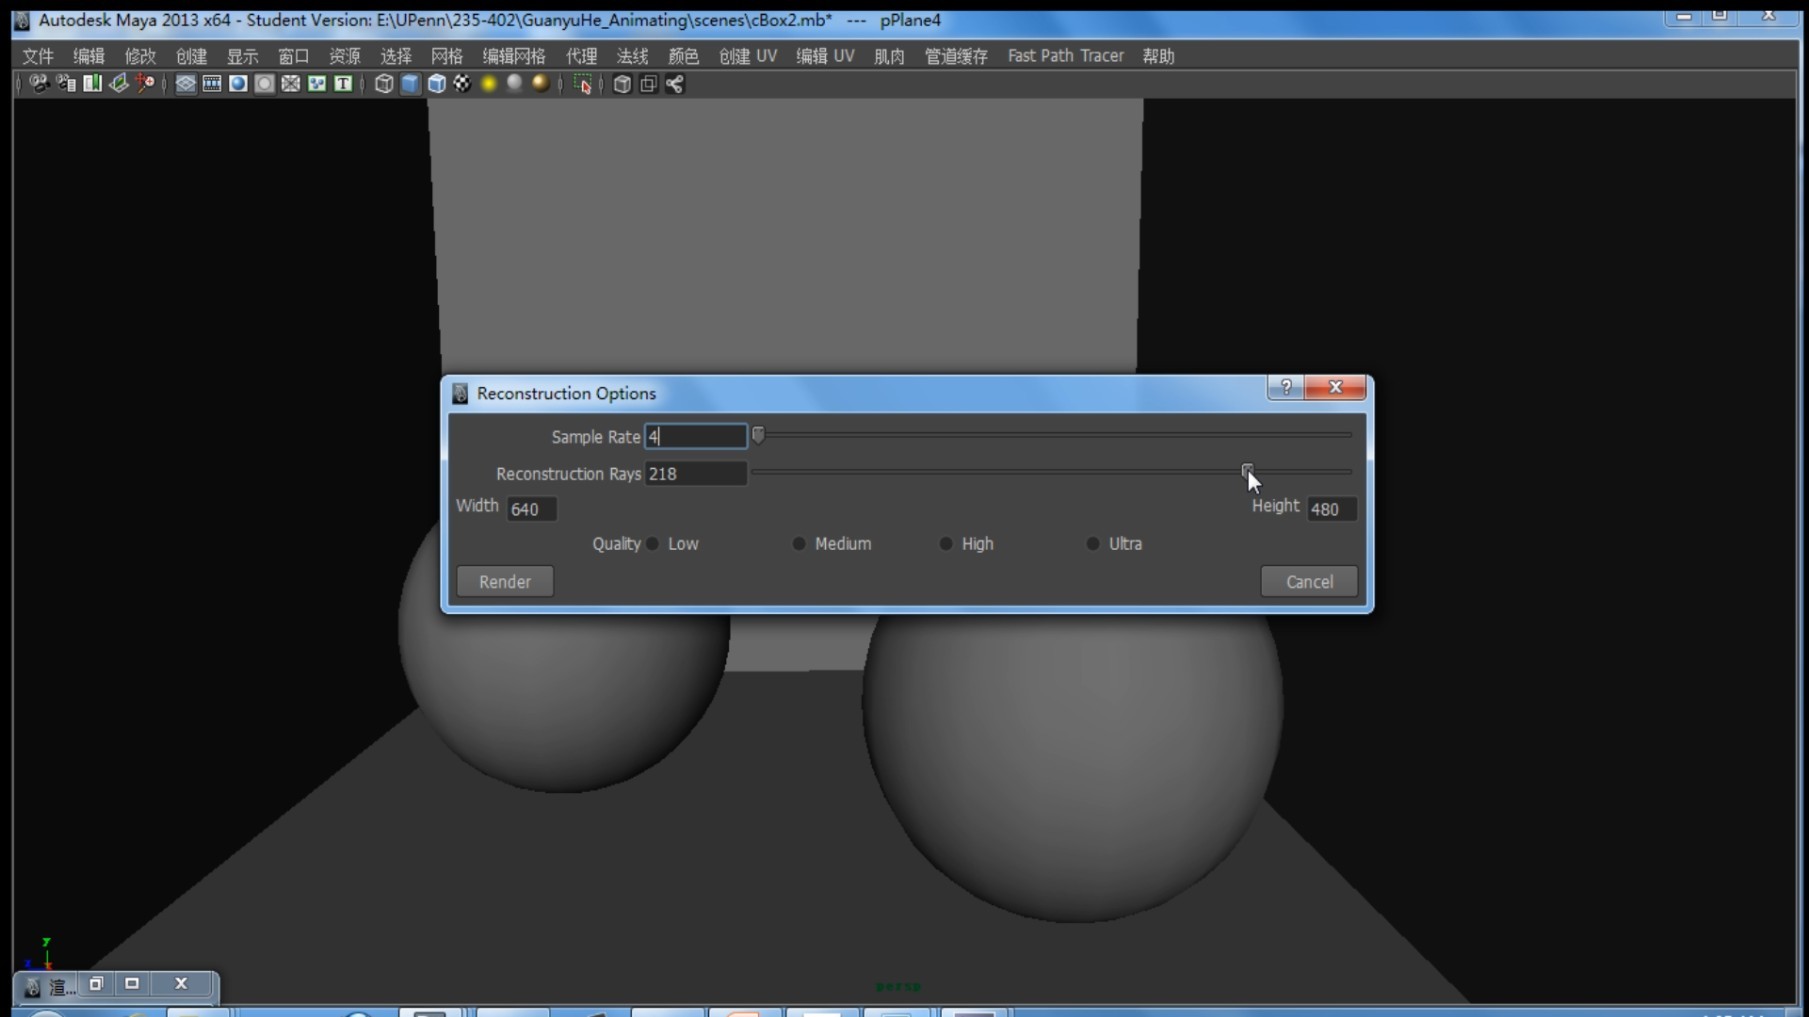 Autodesk Maya 2013 x64 - Student Version: E:\UPenn\235-402\GuanyuHe_Animating\scenes\cBox2.mb* --- pPlane4
文件 编辑 修改 创建 显示 窗口 资源 选择 网格 编辑网格 代理 法线 颜色 创建 UV 编辑 UV 肌肉 管道缓存 Fast Path Tracer 帮助
T
Reconstruction Options
Sample Rate 4
Reconstruction Rays 218
Width 640 Height 480
Quality Low Medium High Ultra
Render Cancel
y
z x
渲...
persp